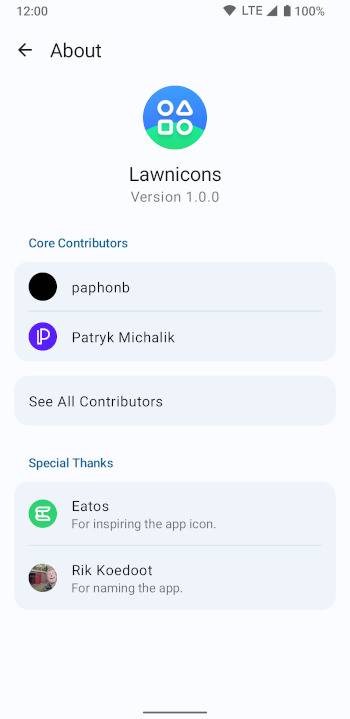 12:00 LTE 100%
About
Lawnicons
Version 1.0.0
Core Contributors
paphonb
Patryk Michalik
See All Contributors
Special Thanks
Eatos
For inspiring the app icon.
Rik Koedoot
For naming the app.